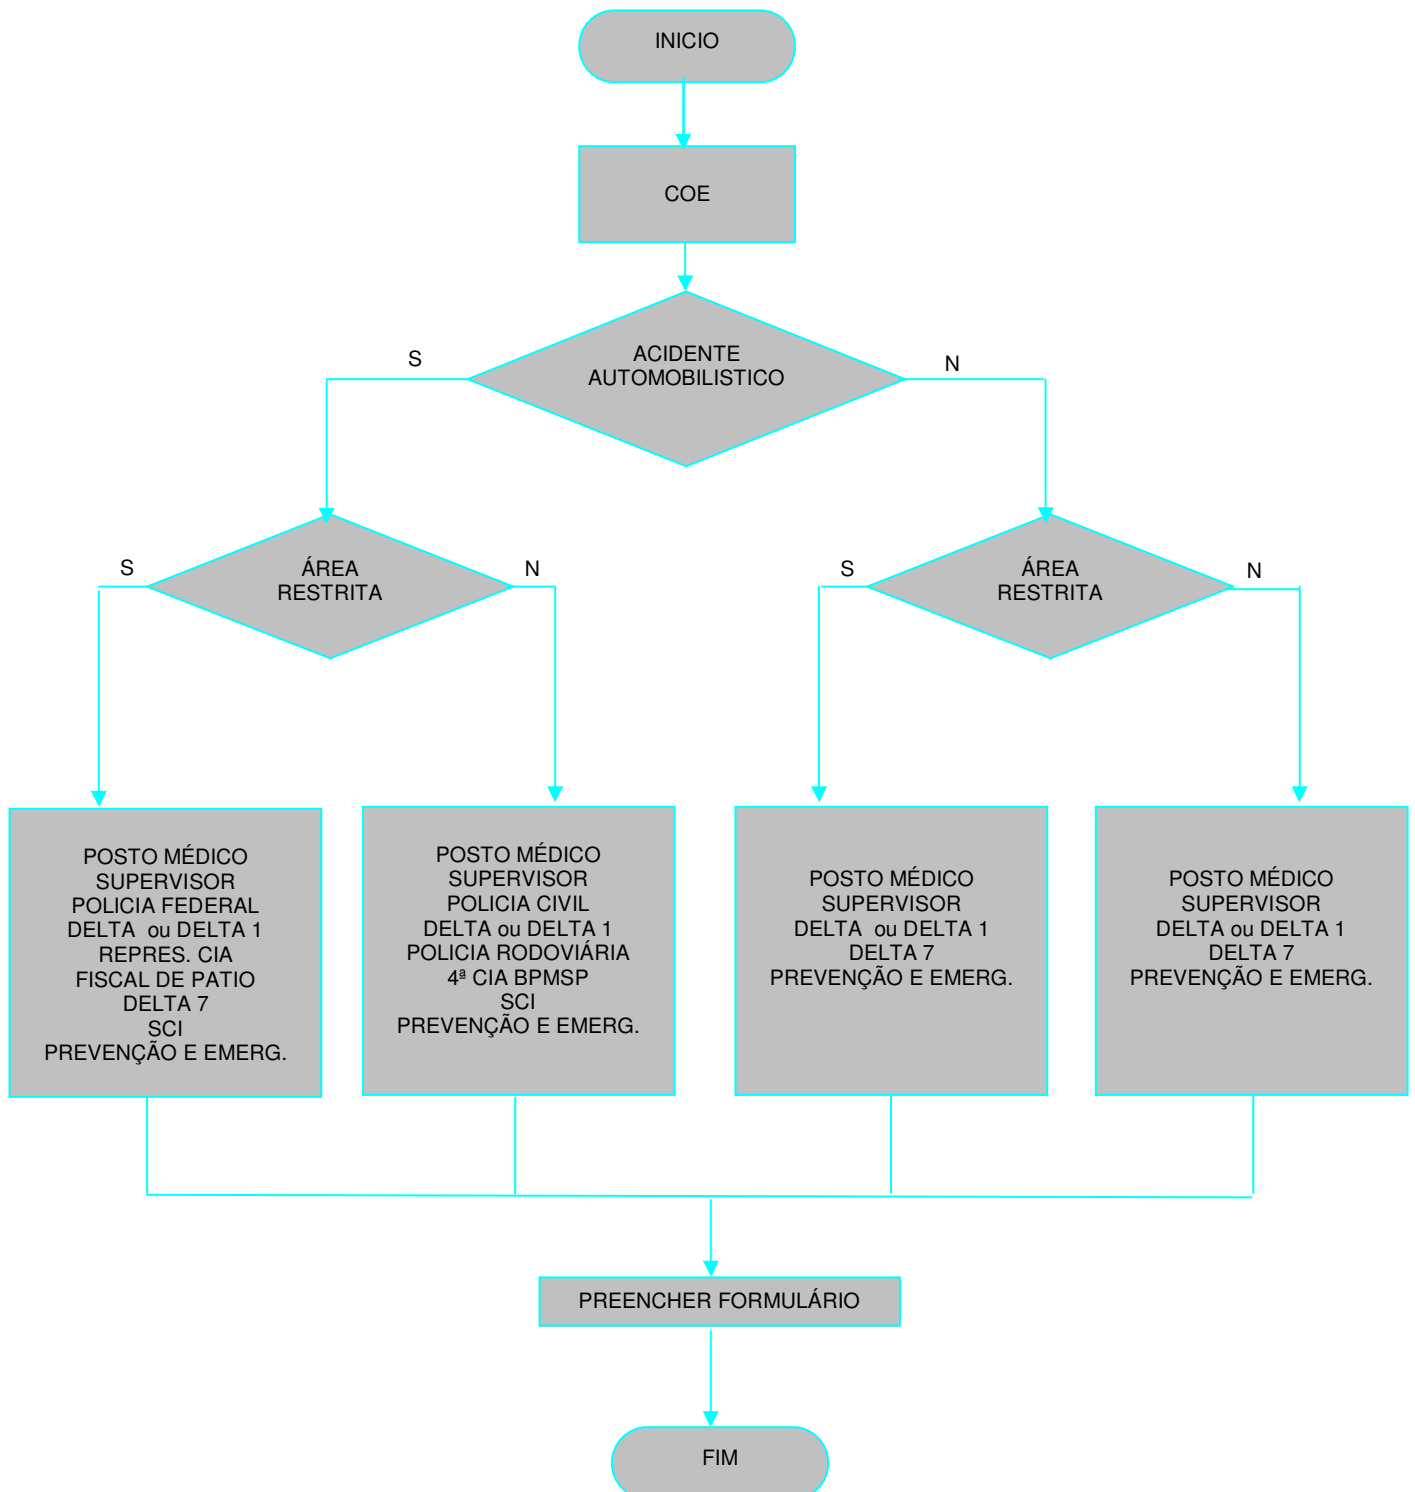 INICIO
COE
ACIDENTE
AUTOMOBILISTICO
S
N
ÁREA
RESTRITA
S
N
ÁREA
RESTRITA
S
N
POSTO MÉDICO
SUPERVISOR
POLICIA FEDERAL
DELTA ou DELTA 1
REPRES. CIA
FISCAL DE PATIO
DELTA 7
SCI
PREVENÇÃO E EMERG.
POSTO MÉDICO
SUPERVISOR
POLICIA CIVIL
DELTA ou DELTA 1
POLICIA RODOVIÁRIA
4ª CIA BPMSP
SCI
PREVENÇÃO E EMERG.
POSTO MÉDICO
SUPERVISOR
DELTA ou DELTA 1
DELTA 7
PREVENÇÃO E EMERG.
POSTO MÉDICO
SUPERVISOR
DELTA ou DELTA 1
DELTA 7
PREVENÇÃO E EMERG.
PREENCHER FORMULÁRIO
FIM